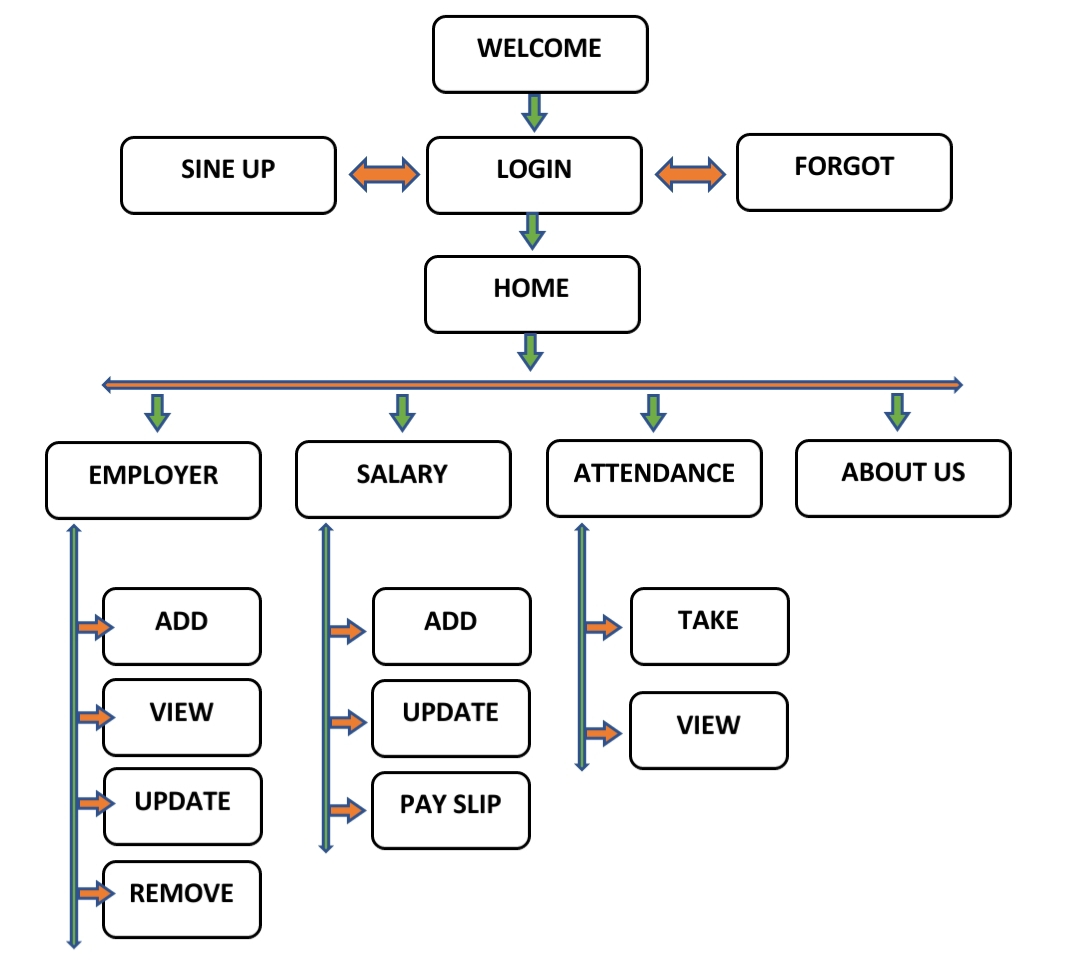 WELCOME
SINE UP
LOGIN
FORGOT
HOME
EMPLOYER
SALARY
ATTENDANCE
ABOUT US
ADD
VIEW
UPDATE
REMOVE
ADD
UPDATE
PAY SLIP
TAKE
VIEW